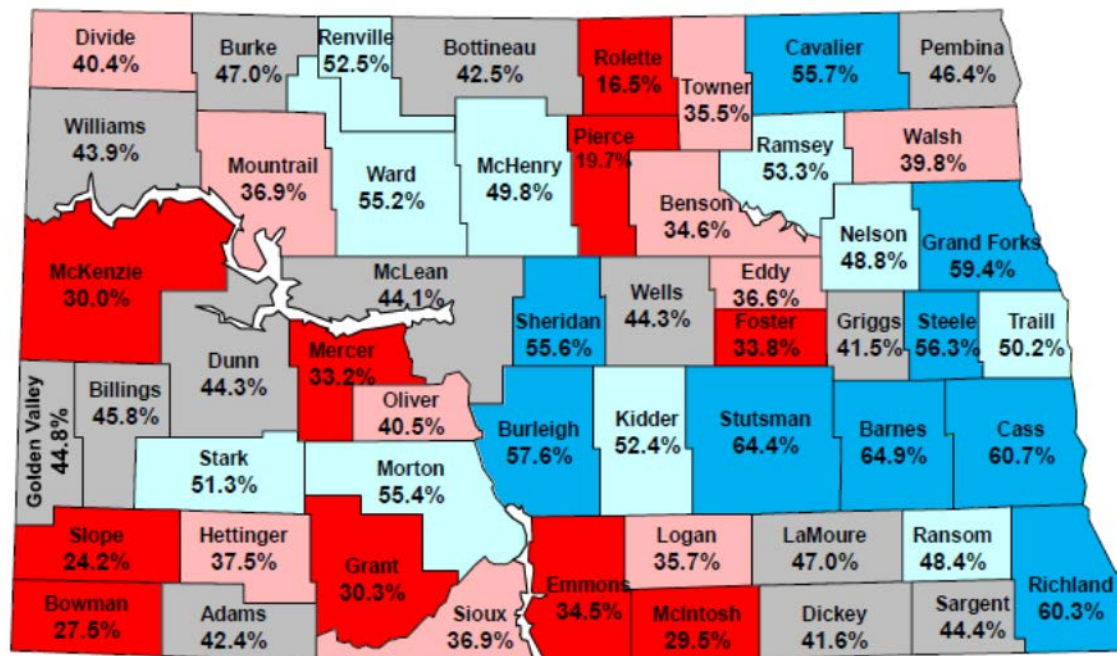 Divide
40.4%
Burke
47.0%
Renville
52.5%
Bottineau
42.5%
Rolette
16.5%
Towner
35.5%
Cavalier
55.7%
Pembina
46.4%
Williams
43.9%
Mountrail
36.9%
Ward
55.2%
McHenry
49.8%
Pierce
19.7%
Benson
34.6%
Ramsey
53.3%
Walsh
39.8%
Nelson
48.8%
Grand Forks
59.4%
McKenzie
30.0%
Dunn
44.3%
McLean
44.1%
Mercer
33.2%
Oliver
40.5%
Sheridan
55.6%
Wells
44.3%
Eddy
36.6%
Foster
33.8%
Griggs
41.5%
Steele
56.3%
Traill
50.2%
Golden Valley
44.8%
Billings
45.8%
Stark
51.3%
Morton
55.4%
Burleigh
57.6%
Kidder
52.4%
Stutsman
64.4%
Barnes
64.9%
Cass
60.7%
Slope
24.2%
Hettinger
37.5%
Grant
30.3%
Bowman
27.5%
Adams
42.4%
Sioux
36.9%
Emmons
34.5%
Logan
35.7%
McIntosh
29.5%
LaMoure
47.0%
Dickey
41.6%
Ransom
48.4%
Sargent
44.4%
Richland
60.3%